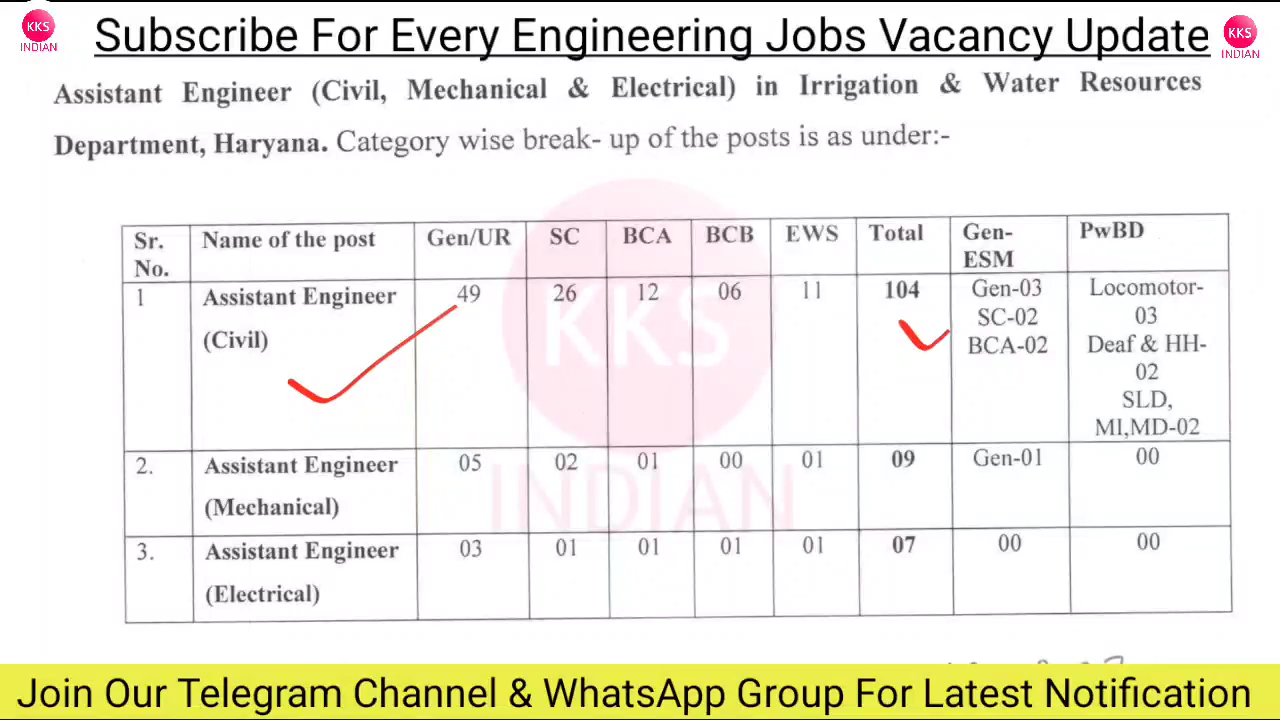 KKS
INDIAN
Subscribe For Every Engineering Jobs Vacancy Update
KKS
INDIAN
Assistant Engineer (Civil, Mechanical & Electrical) in Irrigation & Water Resources
Department, Haryana. Category wise break- up of the posts is as under:-
Sr. No. Name of the post Gen/UR SC BCA BCB EWS Total Gen-ESM PwBD
1 Assistant Engineer 49 26 12 06 11 104 Gen-03 Locomotor-
(Civil) SC-02 03
BCA-02 Deaf & HH-
02
SLD,
MI,MD-02
2. Assistant Engineer 05 02 01 00 01 09 Gen-01 00
(Mechanical)
3. Assistant Engineer 03 01 01 01 01 07 00 00
(Electrical)
KKS
INDIAN
Join Our Telegram Channel & WhatsApp Group For Latest Notification